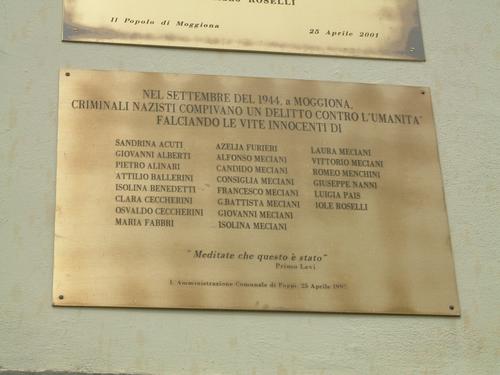 ROSELLI
Il Popolo di Moggiona 25 Aprile 2001
NEL SETTEMBRE DEL 1944, a MOGGIONA,
CRIMINALI NAZISTI COMPIVANO UN DELITTO CONTRO L'UMANITA'
FALCIANDO LE VITE INNOCENTI DI
SANDRINA ACUTI
GIOVANNI ALBERTI
PIETRO ALINARI
ATTILIO BALLERINI
ISOLINA BENEDETTI
CLARA CECCHERINI
OSVALDO CECCHERINI
MARIA FABBRI
AZELIA FURIERI
ALFONSO MECIANI
CANDIDO MECIANI
CONSIGLIA MECIANI
FRANCESCO MECIANI
G.BATTISTA MECIANI
GIOVANNI MECIANI
ISOLINA MECIANI
LAURA MECIANI
VITTORIO MECIANI
ROMEO MENCHINI
GIUSEPPE NANNI
LUIGIA PAIS
IOLE ROSELLI
"Meditate che questo è stato"
Primo Levi
L'Amministrazione Comunale di Poppi, 25 Aprile